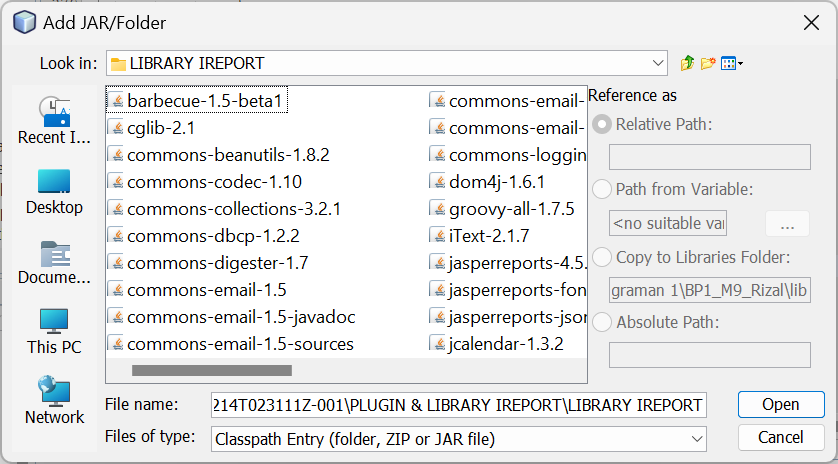 Add JAR/Folder
Look in: LIBRARY IREPORT
Recent I...
Desktop
Docume...
This PC
Network
barbecue-1.5-beta1
cglib-2.1
commons-beanutils-1.8.2
commons-codec-1.10
commons-collections-3.2.1
commons-dbcp-1.2.2
commons-digester-1.7
commons-email-1.5
commons-email-1.5-javadoc
commons-email-1.5-sources
commons-email-
commons-email-
commons-loggin
dom4j-1.6.1
groovy-all-1.7.5
iText-2.1.7
jasperreports-4.5.
jasperreports-fon
jasperreports-jso
jcalendar-1.3.2
Reference as
Relative Path:
Path from Variable:
<no suitable var
...
Copy to Libraries Folder:
graman 1\BP1_M9_Rizal\lib
Absolute Path:
File name: 214T023111Z-001\PLUGIN & LIBRARY IREPORT\LIBRARY IREPORT
Open
Files of type: Classpath Entry (folder, ZIP or JAR file)
Cancel